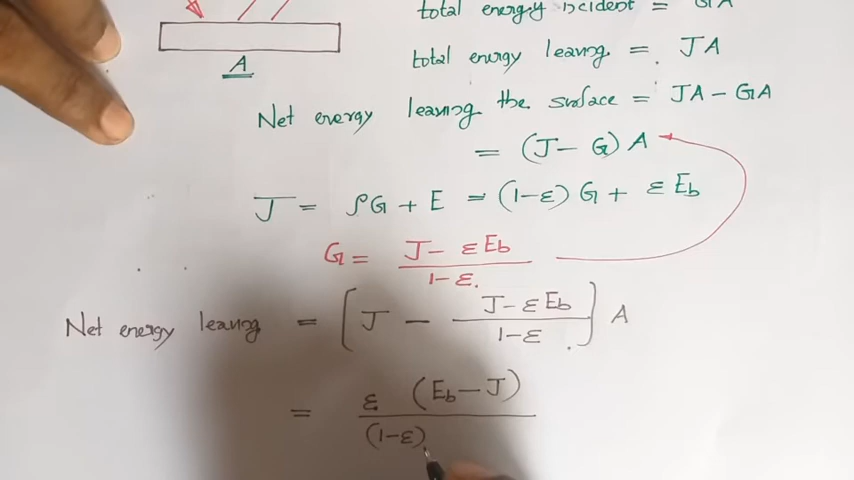 total energy incident = GA
A
total energy leaving = JA
Net energy leaving the surface = JA - GA
= (J - G) A
J = ρG + E = (1-ε) G + ε Eb
G = J - ε Eb / 1-ε.
Net energy leaving = [J - J-εEb / 1-ε.] A
= ε (Eb - J) / (1-ε)